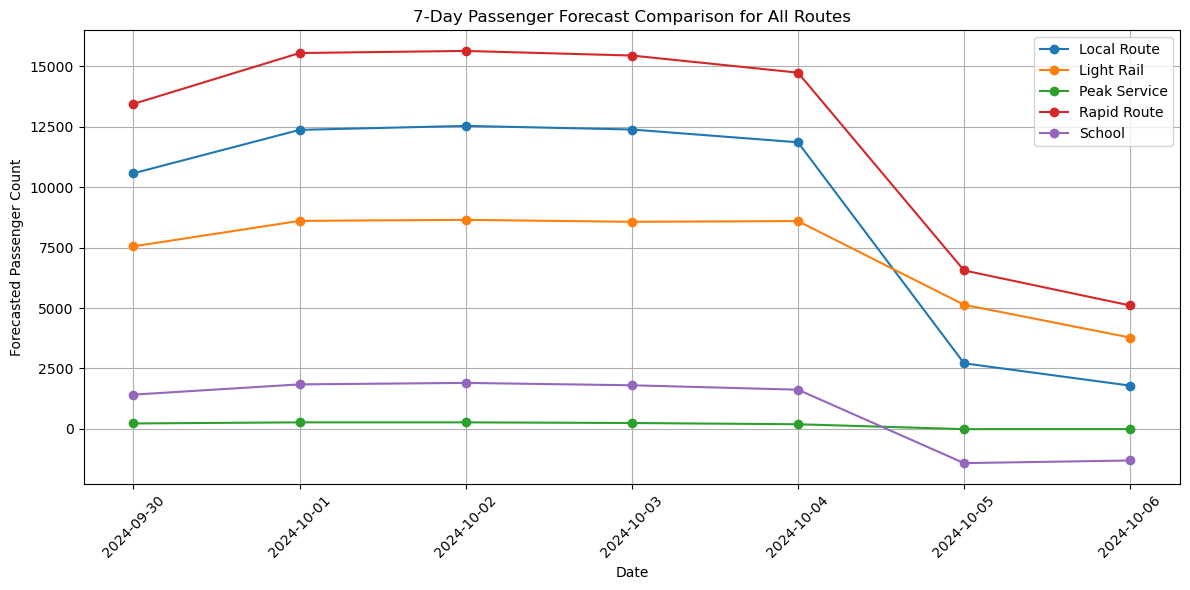 7-Day Passenger Forecast Comparison for All Routes
Local Route
Light Rail
Peak Service
Rapid Route
School
Forecasted Passenger Count
15000
12500
10000
7500
5000
2500
0
2024-09-30
2024-10-01
2024-10-02
2024-10-03
2024-10-04
2024-10-05
2024-10-06
Date